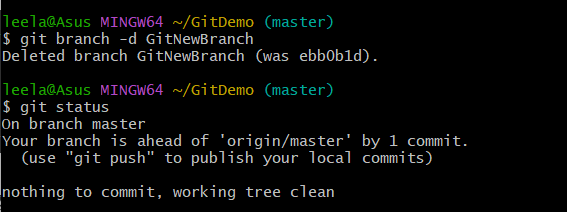 leela@Asus MINGW64 ~/GitDemo (master)
$ git branch -d GitNewBranch
Deleted branch GitNewBranch (was ebb0b1d).
leela@Asus MINGW64 ~/GitDemo (master)
$ git status
On branch master
Your branch is ahead of 'origin/master' by 1 commit.
  (use "git push" to publish your local commits)
nothing to commit, working tree clean